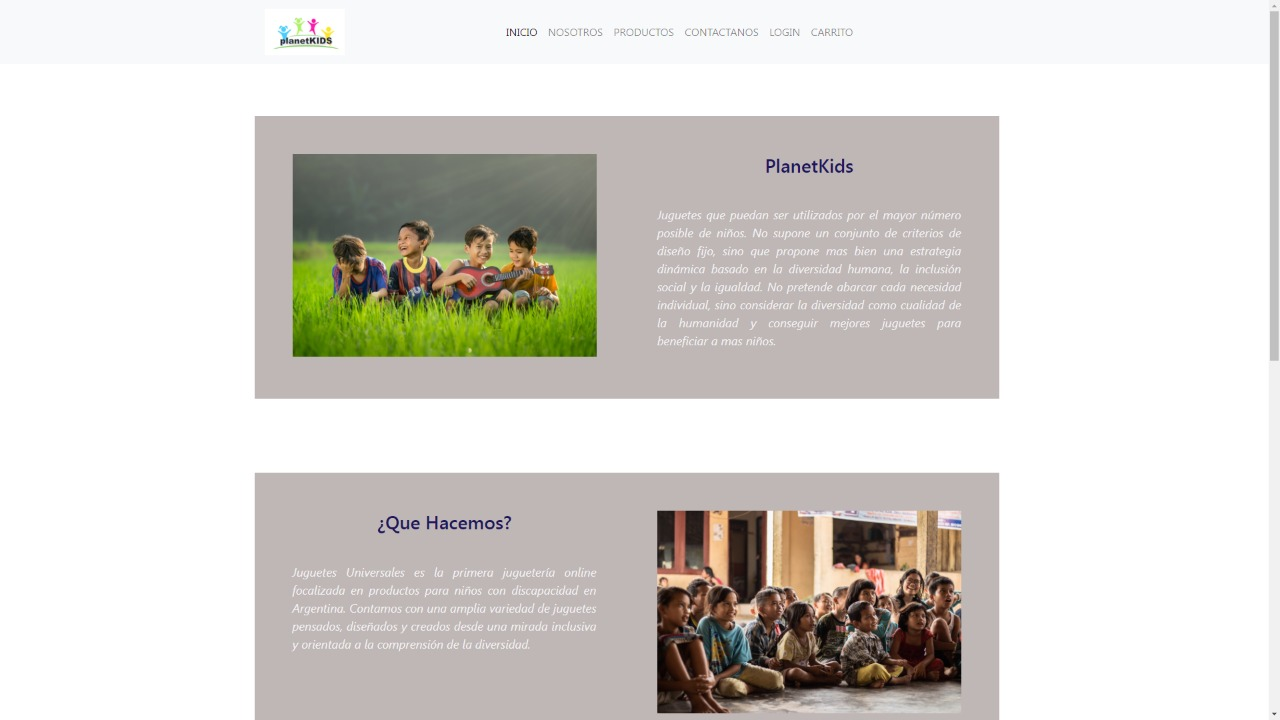 planetKIDS
INICIO NOSOTROS PRODUCTOS CONTACTANOS LOGIN CARRITO
PlanetKids
Juguetes que puedan ser utilizados por el mayor número
posible de niños. No supone un conjunto de criterios de
diseño fijo, sino que propone mas bien una estrategia
dinámica basado en la diversidad humana, la inclusión
social y la igualdad. No pretende abarcar cada necesidad
individual, sino considerar la diversidad como cualidad de
la humanidad y conseguir mejores juguetes para
beneficiar a mas niños.
¿Que Hacemos?
Juguetes Universales es la primera juguetería online
focalizada en productos para niños con discapacidad en
Argentina. Contamos con una amplia variedad de juguetes
pensados, diseñados y creados desde una mirada inclusiva
y orientada a la comprensión de la diversidad.